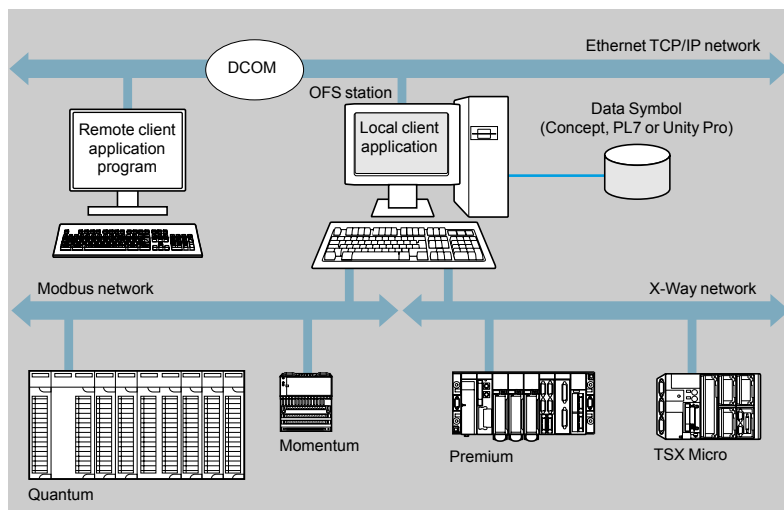 Ethernet TCP/IP network
DCOM
OFS station
Remote client
application
program
Local client
application
Data Symbol
(Concept, PL7 or Unity Pro)
Modbus network
X-Way network
Quantum
Momentum
Premium
TSX Micro